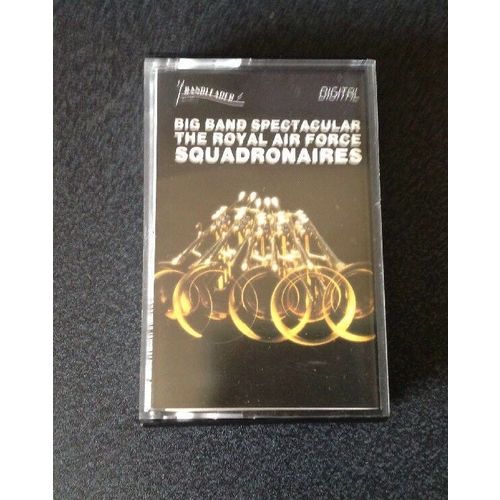 BANDLEADER
DIGITAL
BIG BAND SPECTACULAR
THE ROYAL AIR FORCE
SQUADRONAIRES